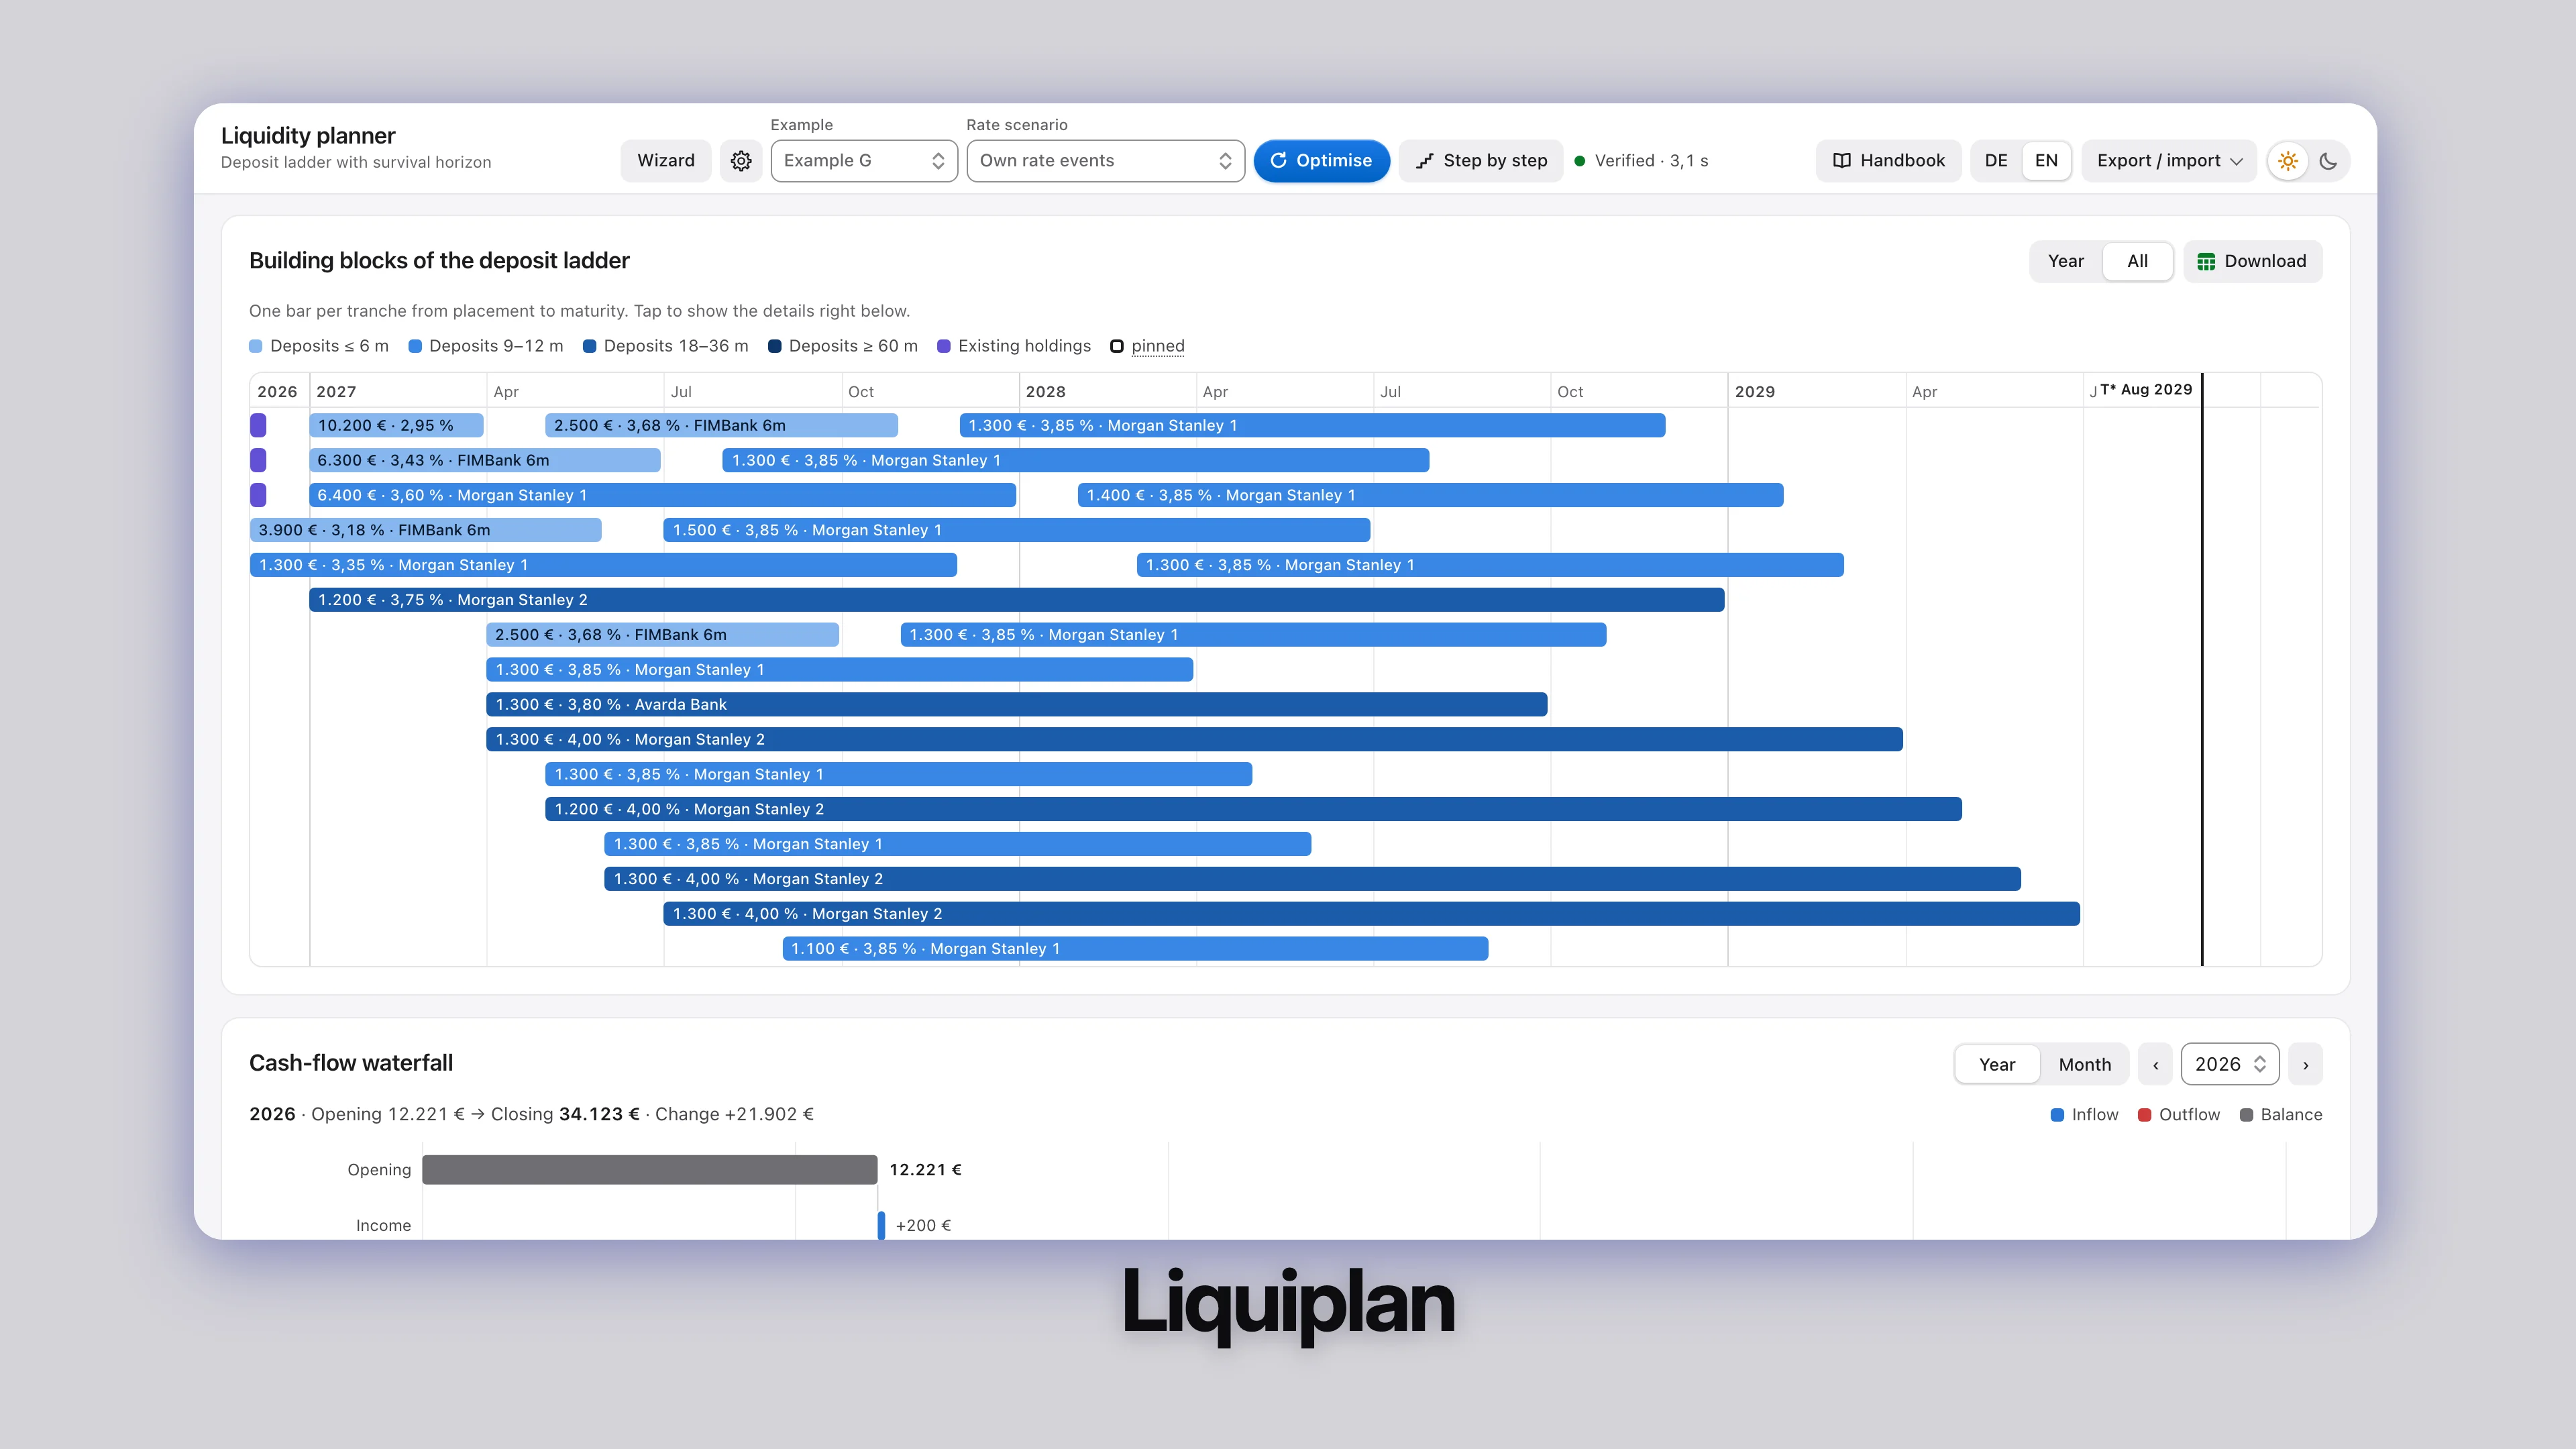 Liquidity planner
Deposit ladder with survival horizon
Wizard
Example
Example G
Rate scenario
Own rate events
Optimise
Step by step
Verified · 3,1 s
Handbook
DE
EN
Export / import
Building blocks of the deposit ladder
Year
All
Download
One bar per tranche from placement to maturity. Tap to show the details right below.
Deposits ≤ 6 m
Deposits 9–12 m
Deposits 18–36 m
Deposits ≥ 60 m
Existing holdings
pinned
2026
2027
Apr
Jul
Oct
2028
Apr
Jul
Oct
2029
Apr
J
T* Aug 2029
10.200 € · 2,95 %
2.500 € · 3,68 % · FIMBank 6m
1.300 € · 3,85 % · Morgan Stanley 1
6.300 € · 3,43 % · FIMBank 6m
1.300 € · 3,85 % · Morgan Stanley 1
6.400 € · 3,60 % · Morgan Stanley 1
1.400 € · 3,85 % · Morgan Stanley 1
3.900 € · 3,18 % · FIMBank 6m
1.500 € · 3,85 % · Morgan Stanley 1
1.300 € · 3,35 % · Morgan Stanley 1
1.300 € · 3,85 % · Morgan Stanley 1
1.200 € · 3,75 % · Morgan Stanley 2
2.500 € · 3,68 % · FIMBank 6m
1.300 € · 3,85 % · Morgan Stanley 1
1.300 € · 3,85 % · Morgan Stanley 1
1.300 € · 3,80 % · Avarda Bank
1.300 € · 4,00 % · Morgan Stanley 2
1.300 € · 3,85 % · Morgan Stanley 1
1.200 € · 4,00 % · Morgan Stanley 2
1.300 € · 3,85 % · Morgan Stanley 1
1.300 € · 4,00 % · Morgan Stanley 2
1.300 € · 4,00 % · Morgan Stanley 2
1.100 € · 3,85 % · Morgan Stanley 1
Cash-flow waterfall
Year
Month
‹
2026
›
2026 · Opening 12.221 € → Closing 34.123 € · Change +21.902 €
Inflow
Outflow
Balance
Opening
12.221 €
Income
+200 €
Liquiplan